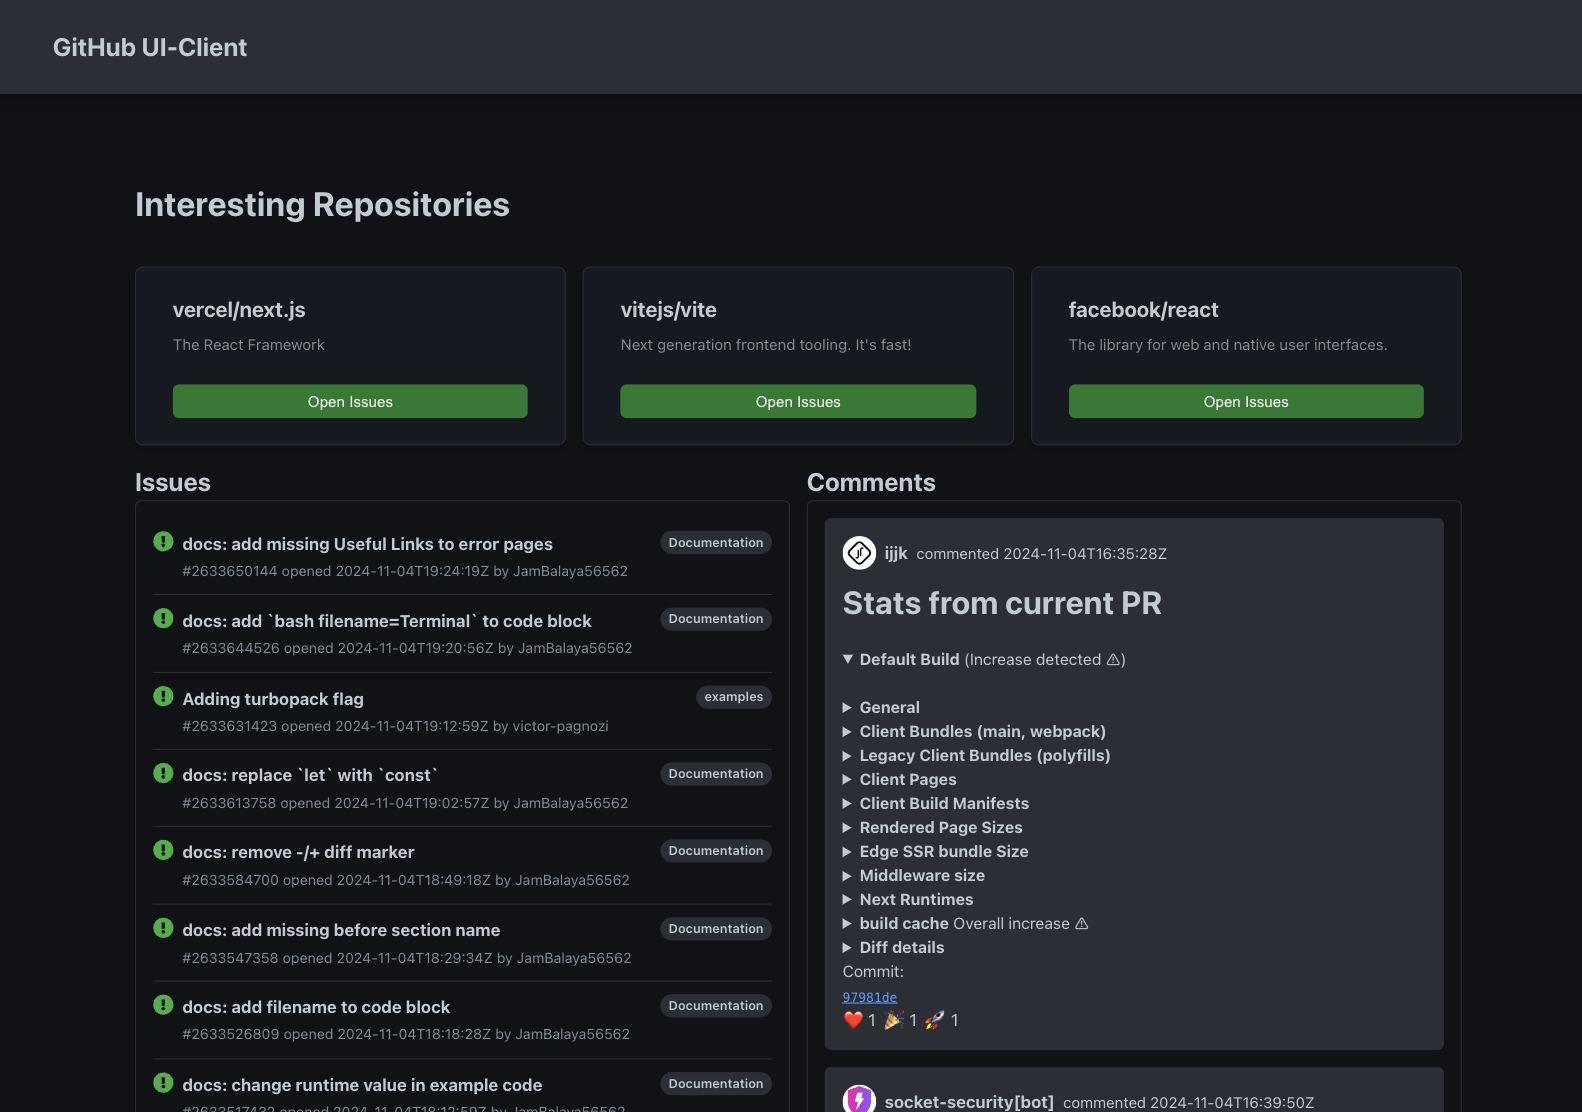 GitHub UI-Client
Interesting Repositories
vercel/next.js
The React Framework
Open Issues
vitejs/vite
Next generation frontend tooling. It's fast!
Open Issues
facebook/react
The library for web and native user interfaces.
Open Issues
Issues
docs: add missing Useful Links to error pages
Documentation
#2633650144 opened 2024-11-04T19:24:19Z by JamBalaya56562
docs: add `bash filename=Terminal` to code block
Documentation
#2633644526 opened 2024-11-04T19:20:56Z by JamBalaya56562
Adding turbopack flag
examples
#2633631423 opened 2024-11-04T19:12:59Z by victor-pagnozi
docs: replace `let` with `const`
Documentation
#2633613758 opened 2024-11-04T19:02:57Z by JamBalaya56562
docs: remove -/+ diff marker
Documentation
#2633584700 opened 2024-11-04T18:49:18Z by JamBalaya56562
docs: add missing before section name
Documentation
#2633547358 opened 2024-11-04T18:29:34Z by JamBalaya56562
docs: add filename to code block
Documentation
#2633526809 opened 2024-11-04T18:18:28Z by JamBalaya56562
docs: change runtime value in example code
Documentation
#2633517432 opened 2024-11-04T18:12:59Z by JamBalaya56562
Comments
ijjk commented 2024-11-04T16:35:28Z
Stats from current PR
Default Build (Increase detected ⚠)
General
Client Bundles (main, webpack)
Legacy Client Bundles (polyfills)
Client Pages
Client Build Manifests
Rendered Page Sizes
Edge SSR bundle Size
Middleware size
Next Runtimes
build cache Overall increase ⚠
Diff details
Commit:
97981de
❤️ 1 🎉 1 🚀 1
socket-security[bot] commented 2024-11-04T16:39:50Z